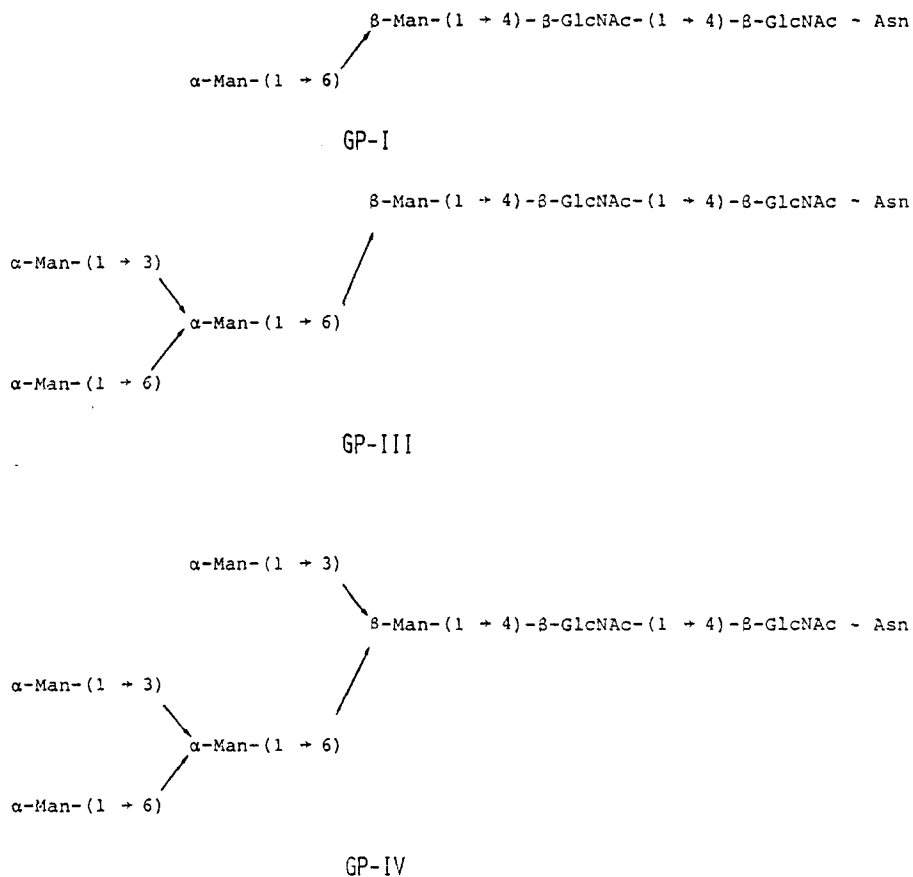 β-Man-(1 → 4)-β-GlcNAc-(1 → 4)-β-GlcNAc - Asn
α-Man-(1 → 6)
GP-I
β-Man-(1 → 4)-β-GlcNAc-(1 → 4)-β-GlcNAc - Asn
α-Man-(1 → 3)
α-Man-(1 → 6)
α-Man-(1 → 6)
GP-III
α-Man-(1 → 3)
β-Man-(1 → 4)-β-GlcNAc-(1 → 4)-β-GlcNAc - Asn
α-Man-(1 → 3)
α-Man-(1 → 6)
α-Man-(1 → 6)
GP-IV